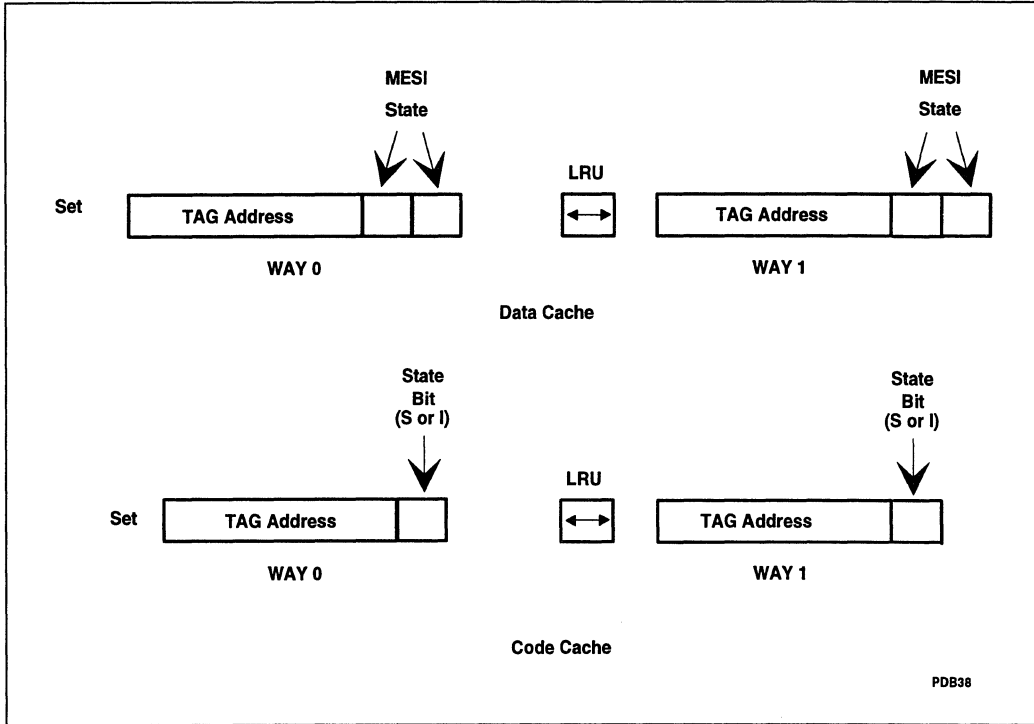 MESI
State
MESI
State
LRU
Set
TAG Address
TAG Address
WAY 0
WAY 1
Data Cache
State
Bit
(S or I)
State
Bit
(S or I)
LRU
Set
TAG Address
TAG Address
WAY 0
WAY 1
Code Cache
PDB38